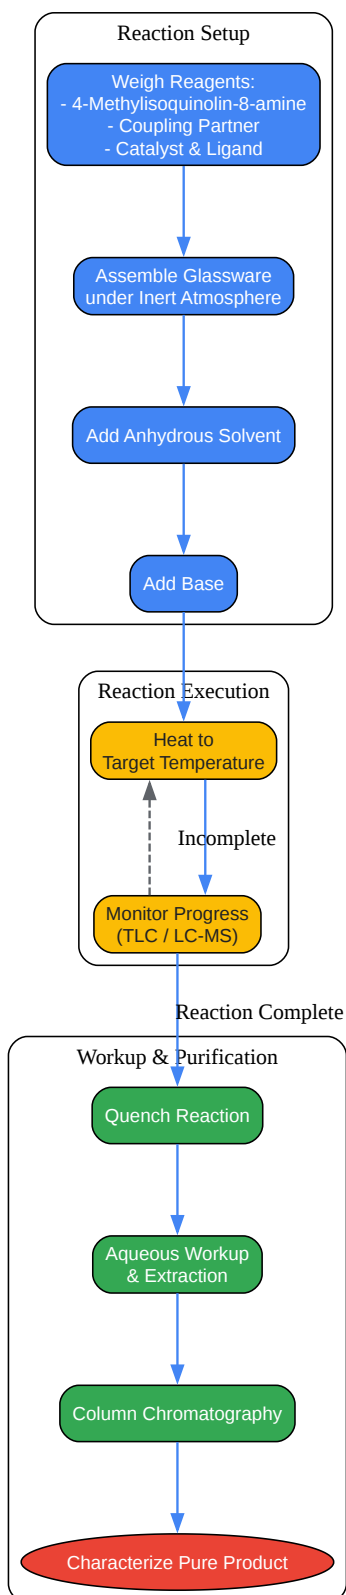 Reaction Setup
Weigh Reagents:
- 4-Methylisoquinolin-8-amine
- Coupling Partner
- Catalyst & Ligand
Assemble Glassware
under Inert Atmosphere
Add Anhydrous Solvent
Add Base
Reaction Execution
Heat to
Target Temperature
Incomplete
Monitor Progress
(TLC / LC-MS)
Reaction Complete
Workup & Purification
Quench Reaction
Aqueous Workup
& Extraction
Column Chromatography
Characterize Pure Product